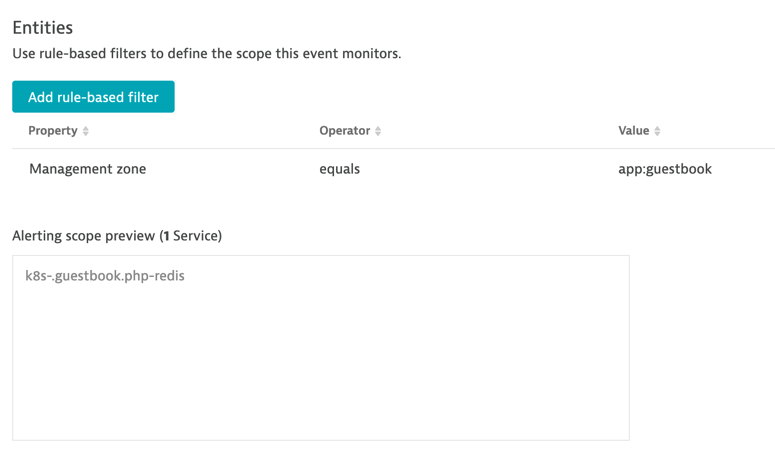 Entities
Use rule-based filters to define the scope this event monitors.
Add rule-based filter
Property Operator Value
Management zone equals app:guestbook
Alerting scope preview (1 Service)
k8s-.guestbook.php-redis